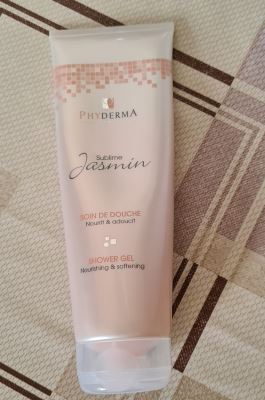 PHYDERMA
Sublime
Jasmin
SOIN DE DOUCHE
Nourrit & adoucit
SHOWER GEL
Nourishing & softening